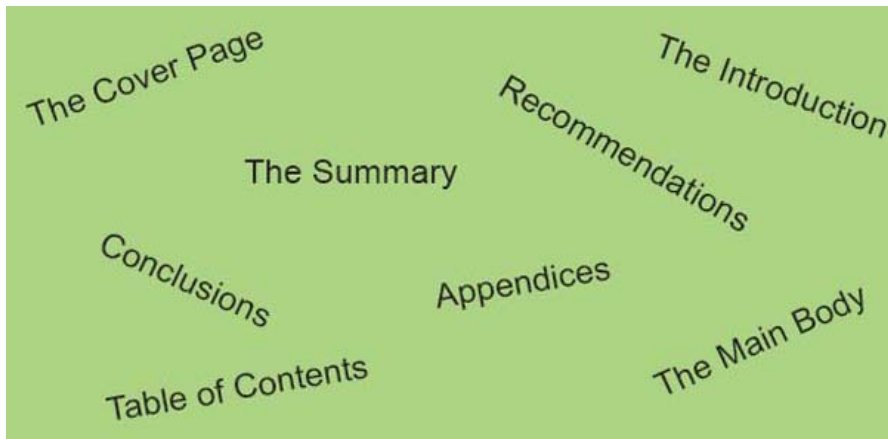 The Cover Page
The Introduction
Recommendations
The Summary
Conclusions
Appendices
The Main Body
Table of Contents